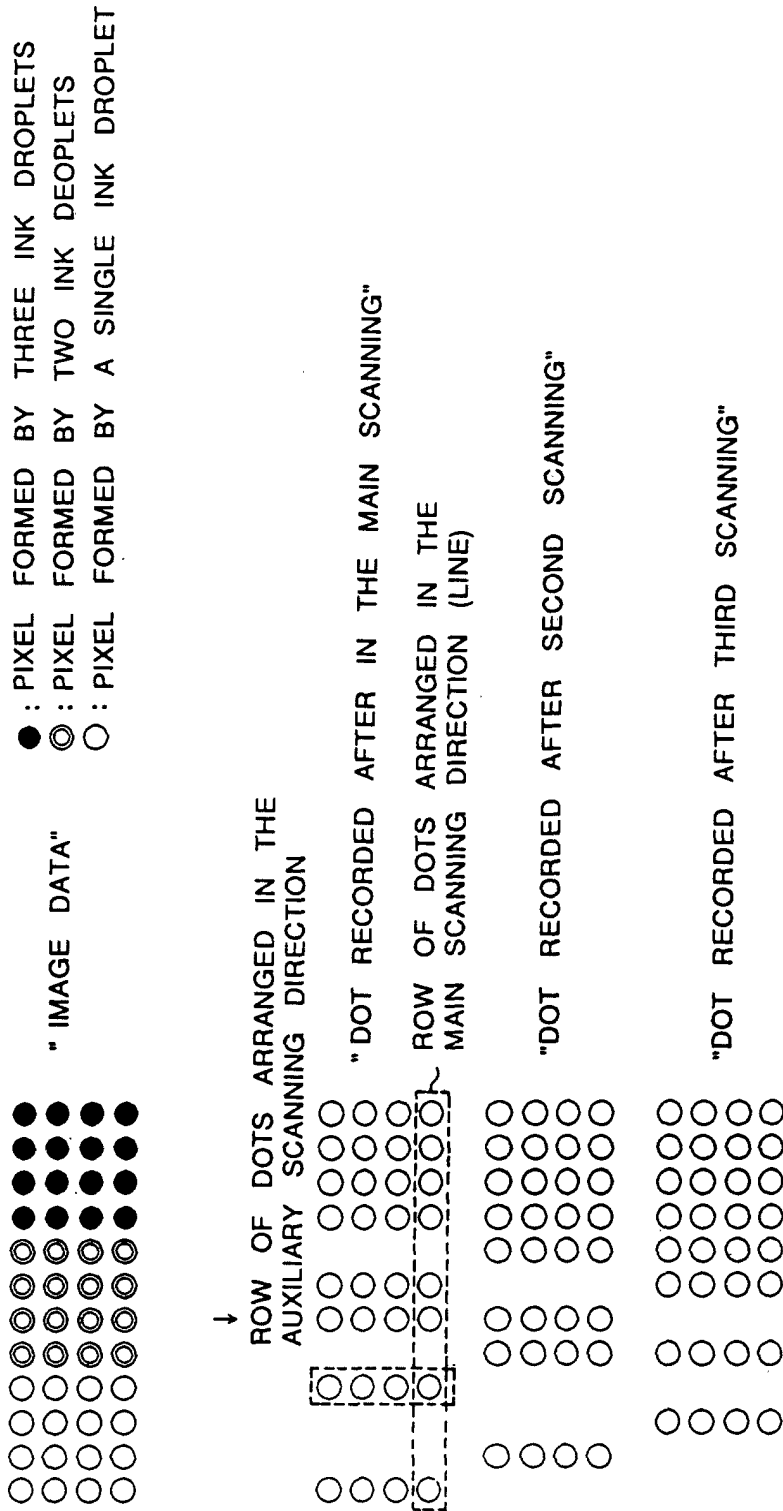 ● : PIXEL FORMED BY THREE INK DROPLETS
◎ : PIXEL FORMED BY TWO INK DEOPLETS
○ : PIXEL FORMED BY A SINGLE INK DROPLET
" IMAGE DATA"
ROW OF DOTS ARRANGED IN THE
AUXILIARY SCANNING DIRECTION
"DOT RECORDED AFTER IN THE MAIN SCANNING"
ROW OF DOTS ARRANGED IN THE
MAIN SCANNING DIRECTION (LINE)
"DOT RECORDED AFTER SECOND SCANNING"
"DOT RECORDED AFTER THIRD SCANNING"